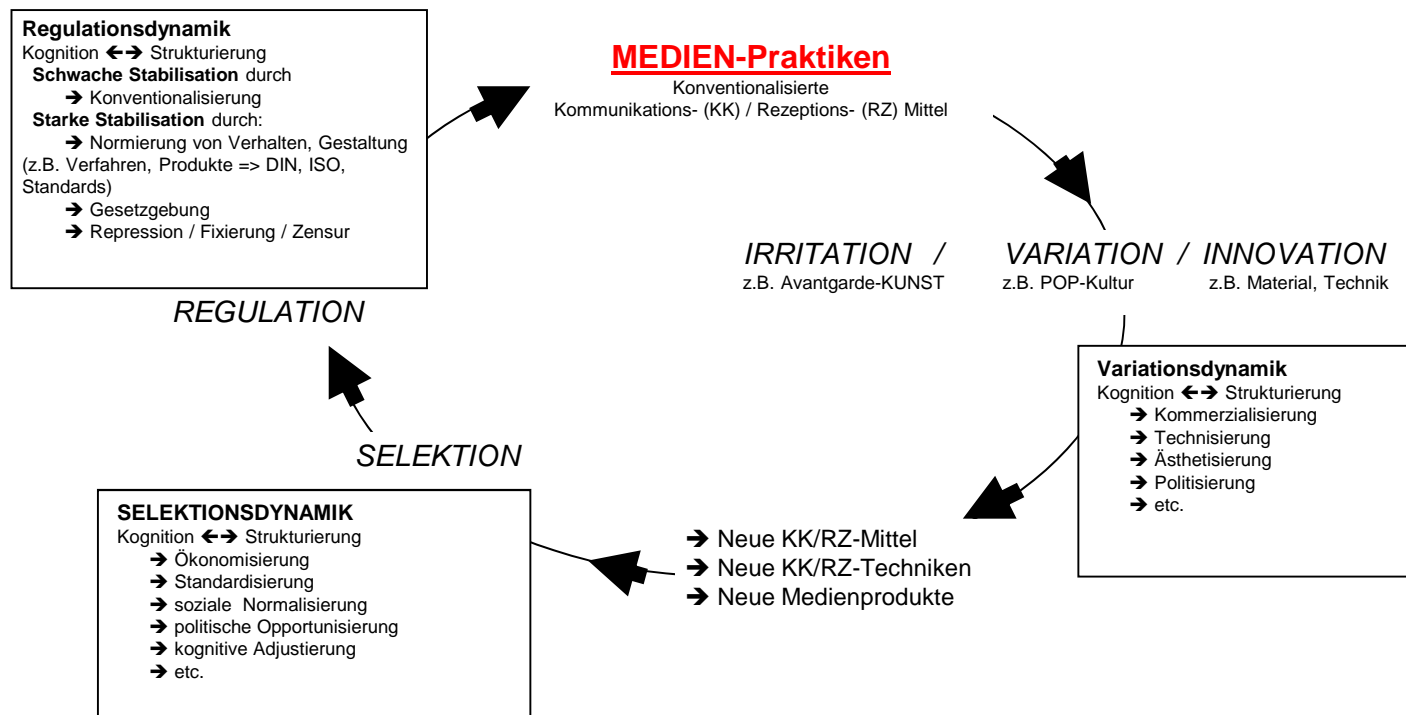 Regulationsdynamik
Kognition ←→ Strukturierung
Schwache Stabilisation durch
➔ Konventionalisierung
Starke Stabilisation durch:
➔ Normierung von Verhalten, Gestaltung
(z.B. Verfahren, Produkte => DIN, ISO,
Standards)
➔ Gesetzgebung
➔ Repression / Fixierung / Zensur
MEDIEN-Praktiken
Konventionalisierte
Kommunikations- (KK) / Rezeptions- (RZ) Mittel
IRRITATION / VARIATION / INNOVATION
z.B. Avantgarde-KUNST z.B. POP-Kultur z.B. Material, Technik
REGULATION
Variationsdynamik
Kognition ←→ Strukturierung
➔ Kommerzialisierung
➔ Technisierung
➔ Ästhetisierung
➔ Politisierung
➔ etc.
SELEKTION
SELEKTIONSDYNAMIK
Kognition ←→ Strukturierung
➔ Ökonomisierung
➔ Standardisierung
➔ soziale Normalisierung
➔ politische Opportunisierung
➔ kognitive Adjustierung
➔ etc.
➔ Neue KK/RZ-Mittel
➔ Neue KK/RZ-Techniken
➔ Neue Medienprodukte